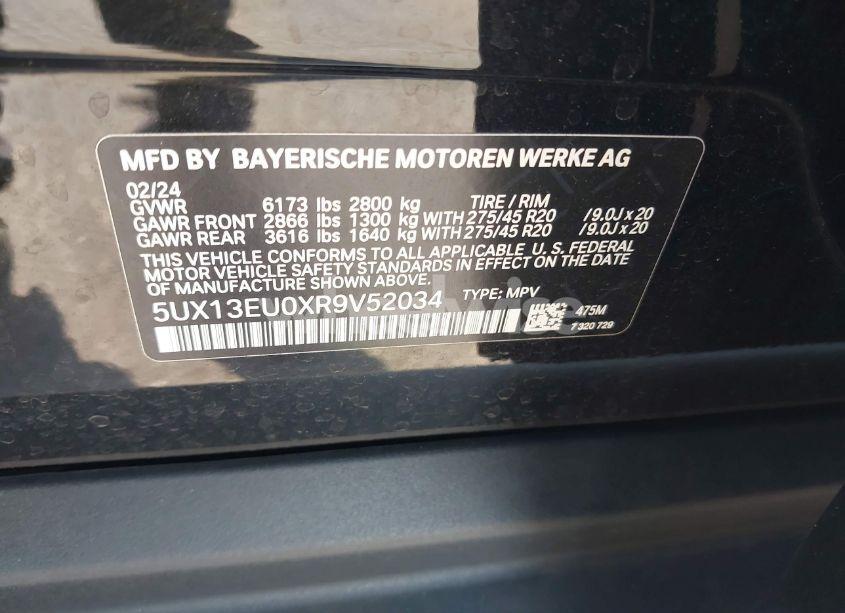 MFD BY BAYERISCHE MOTOREN WERKE AG
02/24 TIRE / RIM
GVWR 6173 lbs 2800 kg
GAWR FRONT 2866 lbs 1300 kg WITH 275/45 R20 /9.0J x 20
GAWR REAR 3616 lbs 1640 kg WITH 275/45 R20 /9.0J x 20
THIS VEHICLE CONFORMS TO ALL APPLICABLE U. S. FEDERAL
MOTOR VEHICLE SAFETY STANDARDS IN EFFECT ON THE DATE
OF MANUFACTURE SHOWN ABOVE.
5UX13EU0XR9V52034 TYPE: MPV
475M
7 320 729